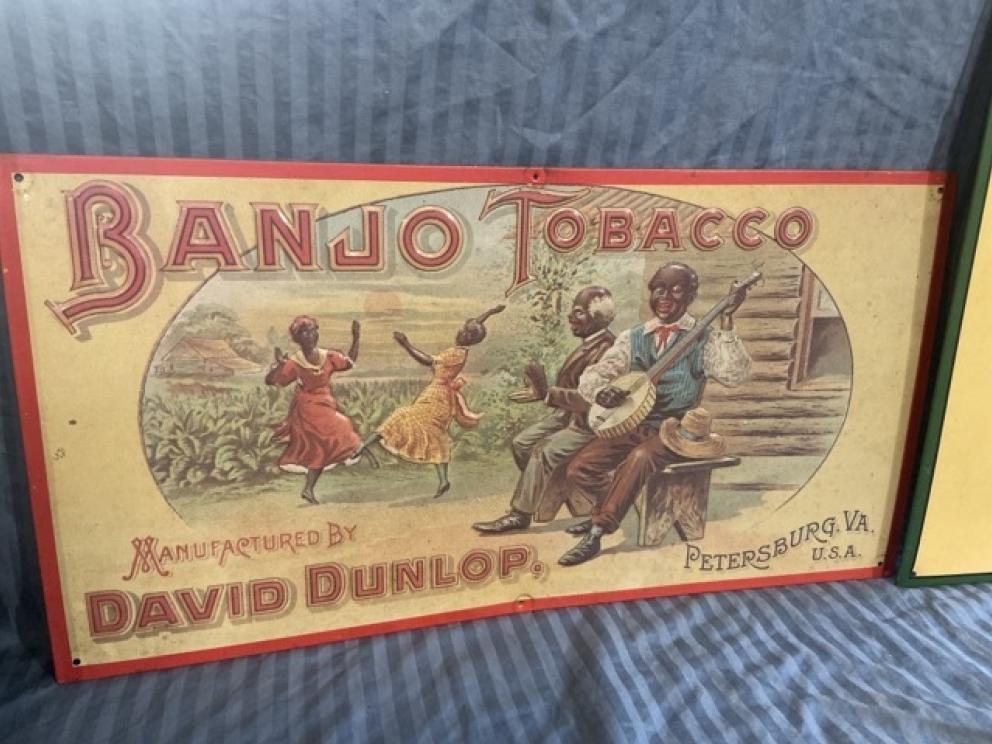 BANJO TOBACCO
MANUFACTURED BY
DAVID DUNLOP.
PETERSBURG, VA.
U.S.A.